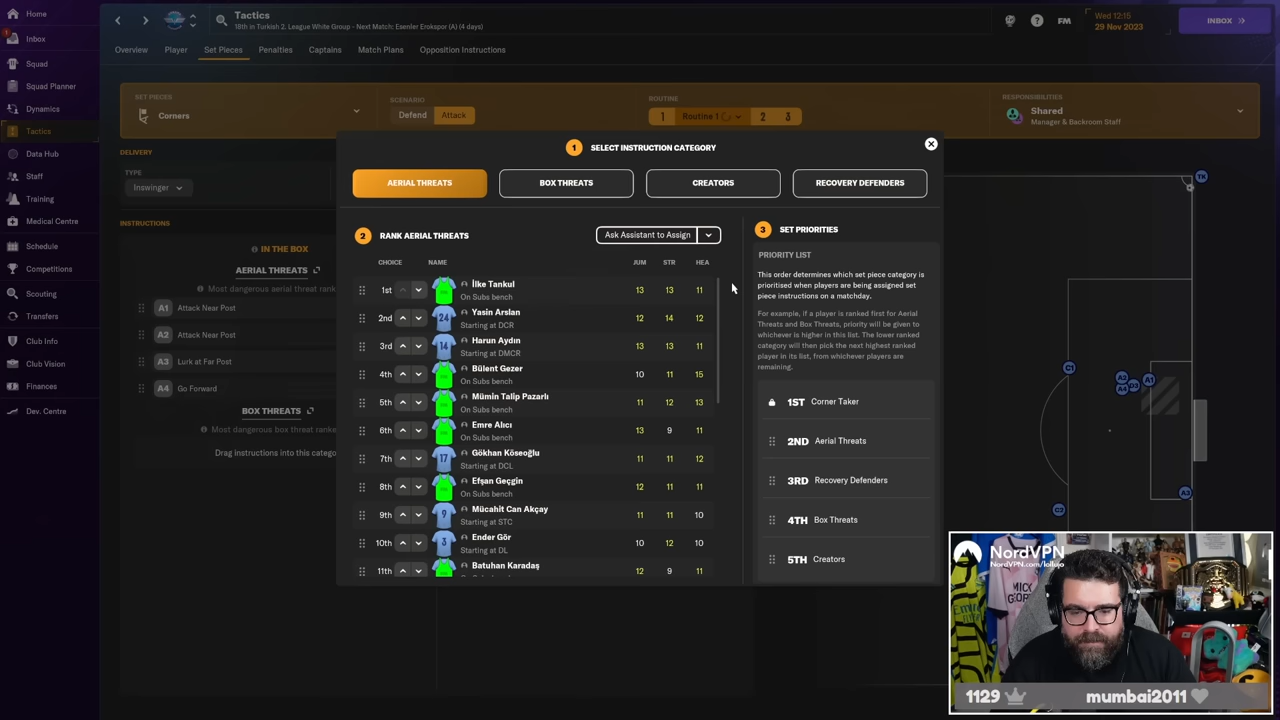 Home
Inbox
Squad
Squad Planner
Dynamics
Tactics
Data Hub
Staff
Training
Medical Centre
Schedule
Competitions
Scouting
Transfers
Club Info
Club Vision
Finances
Dev. Centre
Tactics
18th in Turkish 2. League White Group - Next Match: Esenler Erokspor (A) (4 days)
FM
Wed 12:15
29 Nov 2023
INBOX
Overview
Player
Set Pieces
Penalties
Captains
Match Plans
Opposition Instructions
SET PIECES
Corners
SCENARIO
Defend
Attack
ROUTINE
1
Routine 1
2
3
RESPONSIBILITIES
Shared
Manager & Backroom Staff
DELIVERY
TYPE
Inswinger
INSTRUCTIONS
IN THE BOX
AERIAL THREATS
Most dangerous aerial threat rank
A1 Attack Near Post
A2 Attack Near Post
A3 Lurk at Far Post
A4 Go Forward
BOX THREATS
Most dangerous box threat ranke
Drag instructions into this catego
1 SELECT INSTRUCTION CATEGORY
AERIAL THREATS
BOX THREATS
CREATORS
RECOVERY DEFENDERS
2 RANK AERIAL THREATS
Ask Assistant to Assign
CHOICE NAME JUM STR HEA
1st İlke Tankul 13 13 11
On Subs bench
2nd 24 Yasin Arslan 12 14 12
Starting at DCR
3rd 14 Harun Aydın 13 13 11
Starting at DMCR
4th Bülent Gezer 10 11 15
On Subs bench
5th Mümin Talip Pazarlı 11 12 13
On Subs bench
6th Emre Alıcı 13 9 11
On Subs bench
7th 17 Gökhan Köseoğlu 11 11 12
Starting at DCL
8th Efşan Geçgin 12 11 11
On Subs bench
9th 9 Mücahit Can Akçay 11 11 10
Starting at STC
10th 3 Ender Gör 10 12 10
Starting at DL
11th Batuhan Karadaş 12 9 11
3 SET PRIORITIES
PRIORITY LIST
This order determines which set piece category is
prioritised when players are being assigned set
piece instructions on a matchday.
For example, if a player is ranked first for Aerial
Threats and Box Threats, priority will be given to
whichever is higher in this list. The lower ranked
category will then pick the next highest ranked
player in its list, from whichever players are
remaining.
1ST Corner Taker
2ND Aerial Threats
3RD Recovery Defenders
4TH Box Threats
5TH Creators
TK
C1
A1
A3
NordVPN
NordVPN.com/lollujo
1129
mumbai2011